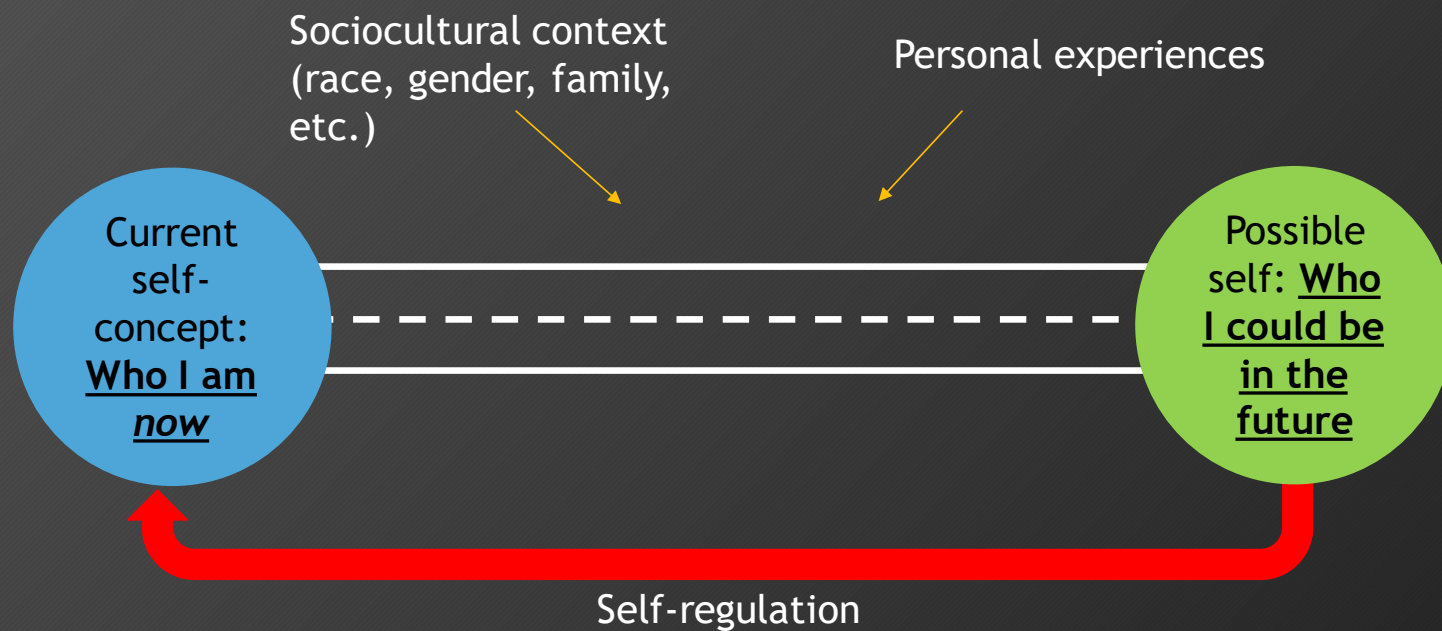 Sociocultural context
(race, gender, family,
etc.)
Personal experiences
Current
self-
concept:
Who I am
now
Possible
self: Who
I could be
in the
future
Self-regulation